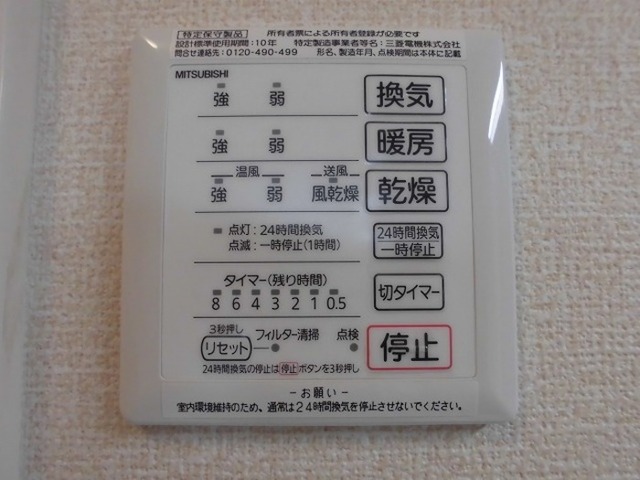 特定保守製品 所有者票による所有者登録が必要です
設計標準使用期間:10年 特定製造事業者等名:三菱電機株式会社
問合せ連絡先:0120-490-499 形名、製造年月、点検期間は本体に記載
MITSUBISHI
強 弱 換気
強 弱 暖房
温風 送風
強 弱 風乾燥 乾燥
点灯:24時間換気
点滅:一時停止(1時間)
24時間換気
一時停止
タイマー(残り時間)
8 6 4 3 2 1 0.5
切タイマー
3秒押し
リセット フィルター清掃 点検
停止
24時間換気の停止は停止ボタンを3秒押し
-お願い-
室内環境維持のため、通常は24時間換気を停止させないでください。